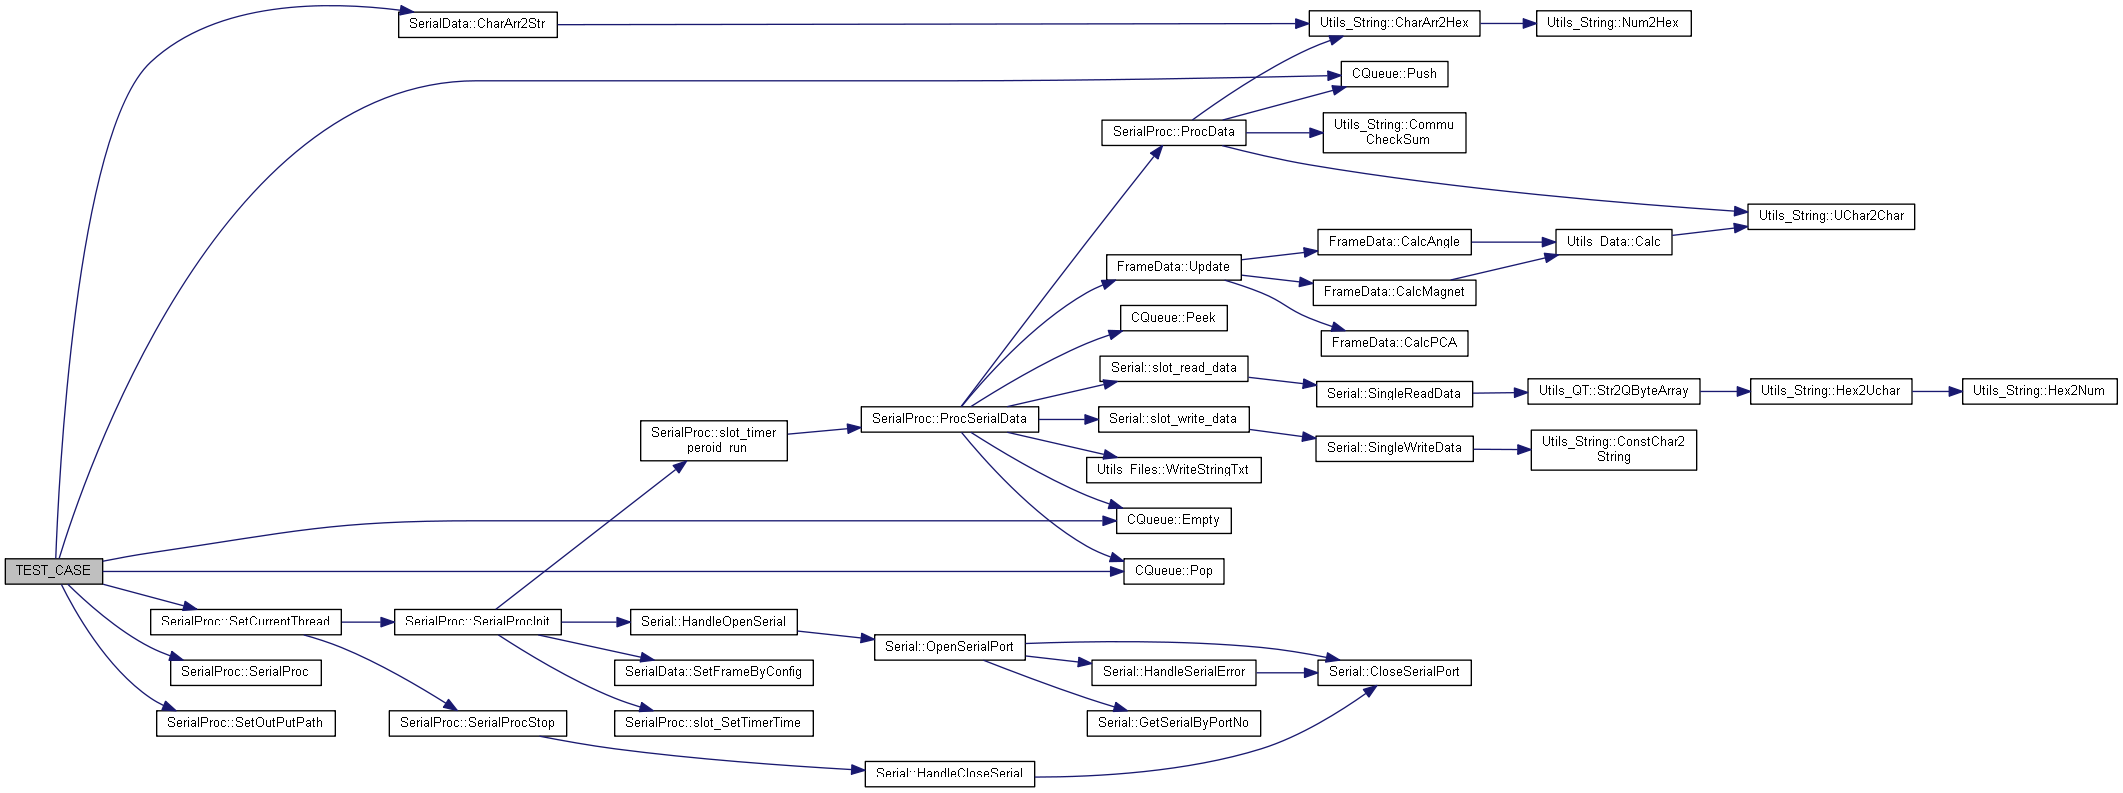 SerialData::CharArr2Str
Utils_String::CharArr2Hex
Utils_String::Num2Hex
CQueue::Push
SerialProc::ProcData
Utils_String::Commu
CheckSum
Utils_String::UChar2Char
FrameData::CalcAngle
Utils_Data::Calc
FrameData::Update
FrameData::CalcMagnet
CQueue::Peek
FrameData::CalcPCA
Serial::slot_read_data
Serial::SingleReadData
Utils_QT::Str2QByteArray
Utils_String::Hex2Uchar
Utils_String::Hex2Num
SerialProc::slot_timer
_peroid_run
SerialProc::ProcSerialData
Serial::slot_write_data
Serial::SingleWriteData
Utils_String::ConstChar2
String
Utils_Files::WriteStringTxt
CQueue::Empty
TEST_CASE
CQueue::Pop
SerialProc::SetCurrentThread
SerialProc::SerialProcInit
Serial::HandleOpenSerial
Serial::OpenSerialPort
SerialProc::SerialProc
SerialData::SetFrameByConfig
Serial::HandleSerialError
Serial::CloseSerialPort
SerialProc::SetOutPutPath
SerialProc::SerialProcStop
SerialProc::slot_SetTimerTime
Serial::GetSerialByPortNo
Serial::HandleCloseSerial